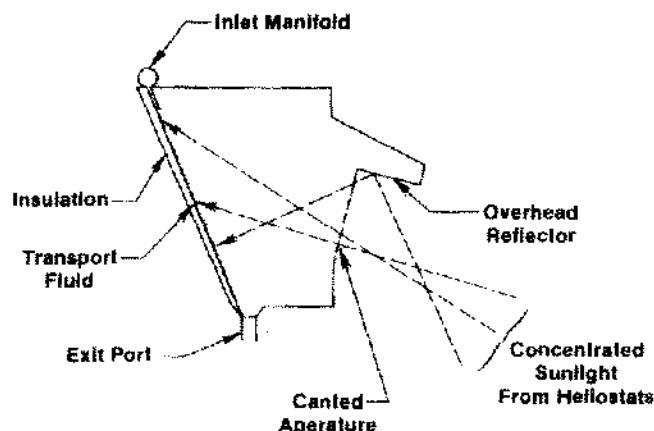 Inlet Manifold
Insulation
Transport
Fluid
Exit Port
Overhead
Reflector
Concentrated
Sunlight
From Heliostats
Canted
Aperature